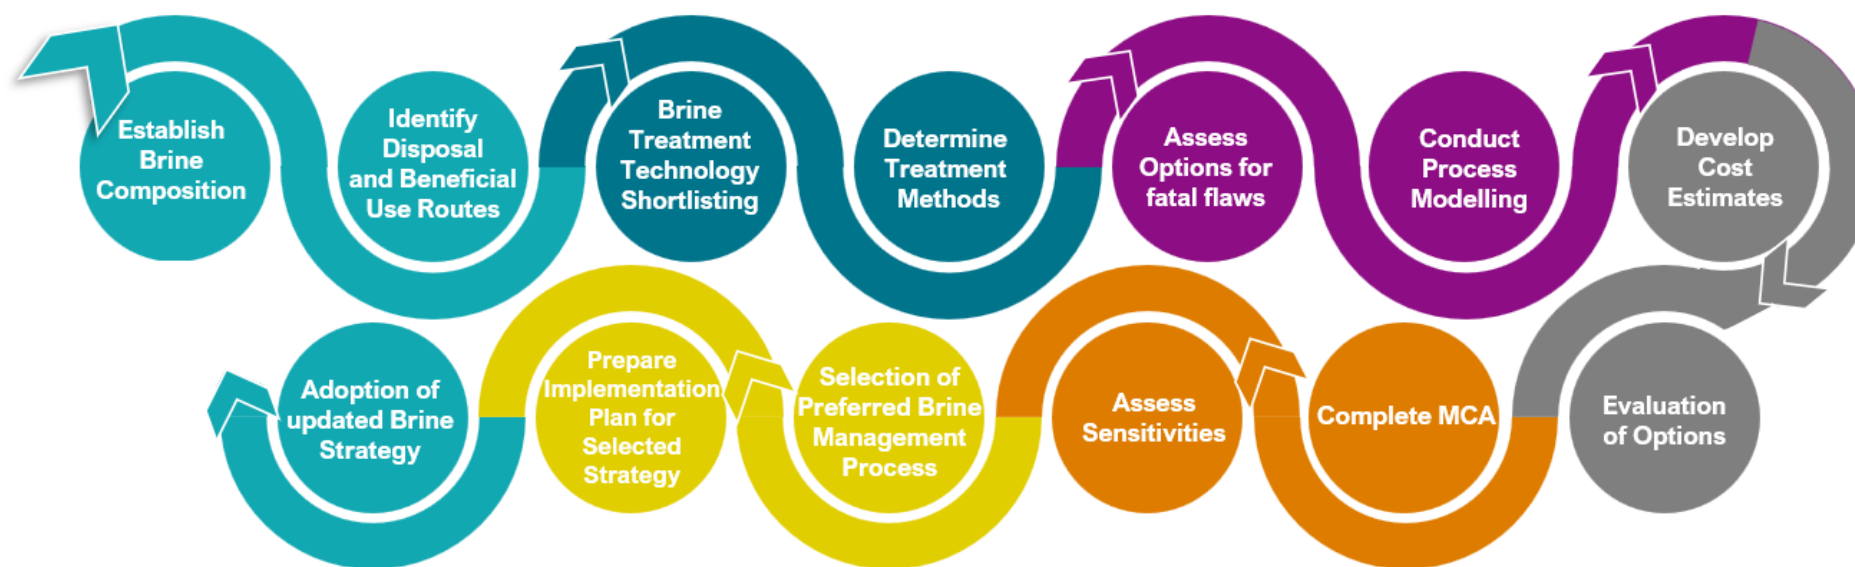 Establish
Brine
Composition
Identify
Disposal
and Beneficial
Use Routes
Brine
Treatment
Technology
Shortlisting
Determine
Treatment
Methods
Assess
Options for
fatal flaws
Conduct
Process
Modelling
Develop
Cost
Estimates
Evaluation
of Options
Complete MCA
Assess
Sensitivities
Selection of
Preferred Brine
Management
Process
Prepare
Implementation
Plan for
Selected
Strategy
Adoption of
updated Brine
Strategy